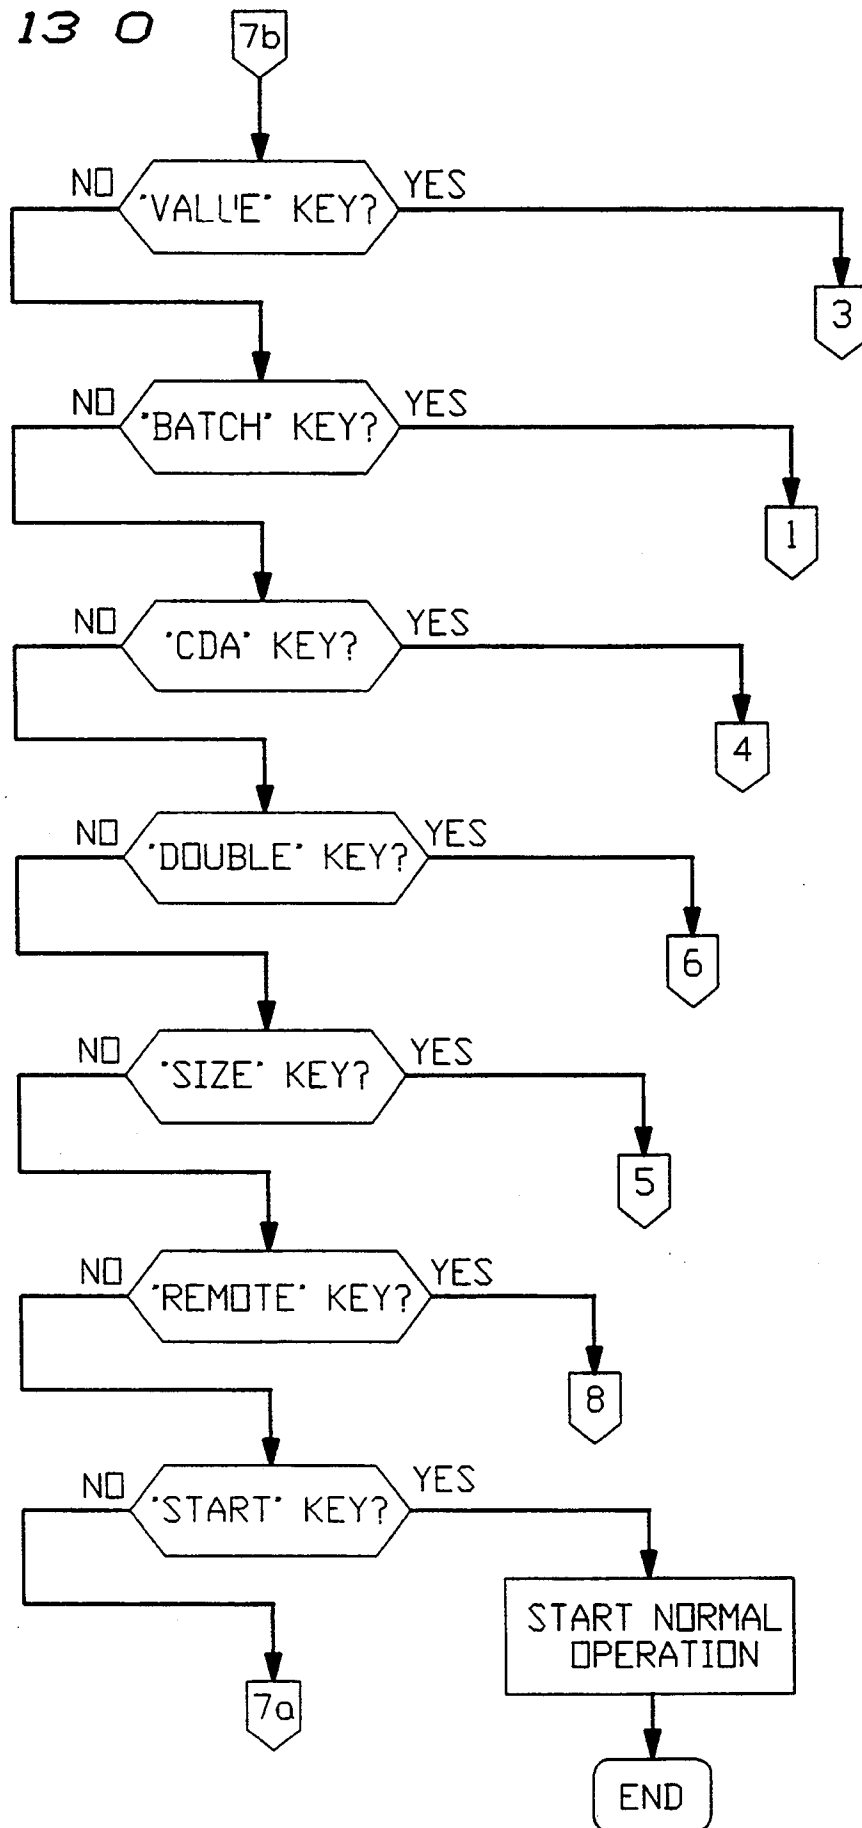 13 O
7b
NO
"VALUE" KEY?
YES
3
NO
"BATCH" KEY?
YES
1
NO
"CDA" KEY?
YES
4
NO
"DOUBLE" KEY?
YES
6
NO
"SIZE" KEY?
YES
5
NO
"REMOTE" KEY?
YES
8
NO
"START" KEY?
YES
START NORMAL
OPERATION
7a
END